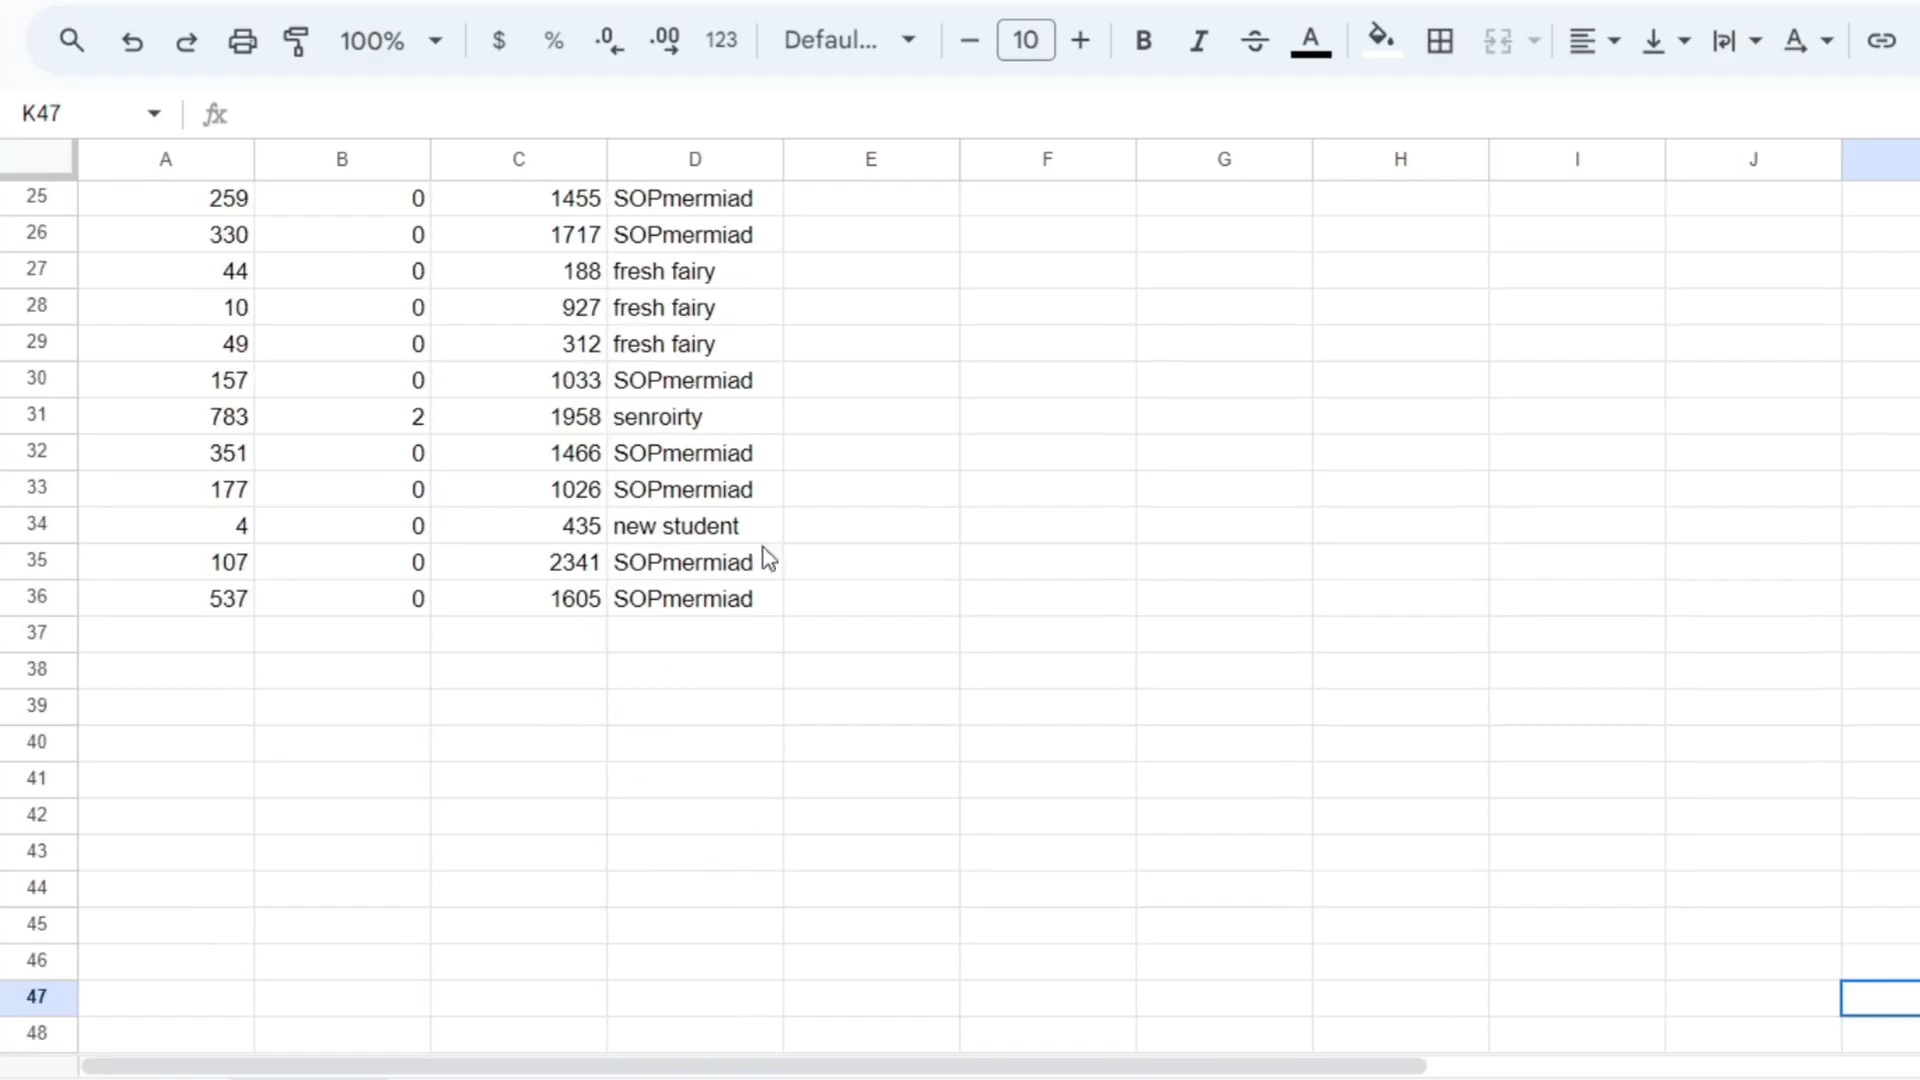 100% $ % .0 .00 123 Defaul... 10 B I A A
K47 fx
A B C D E F G H I J
25 259 0 1455 SOPmermiad
26 330 0 1717 SOPmermiad
27 44 0 188 fresh fairy
28 10 0 927 fresh fairy
29 49 0 312 fresh fairy
30 157 0 1033 SOPmermiad
31 783 2 1958 senroirty
32 351 0 1466 SOPmermiad
33 177 0 1026 SOPmermiad
34 4 0 435 new student
35 107 0 2341 SOPmermiad
36 537 0 1605 SOPmermiad
37
38
39
40
41
42
43
44
45
46
47
48